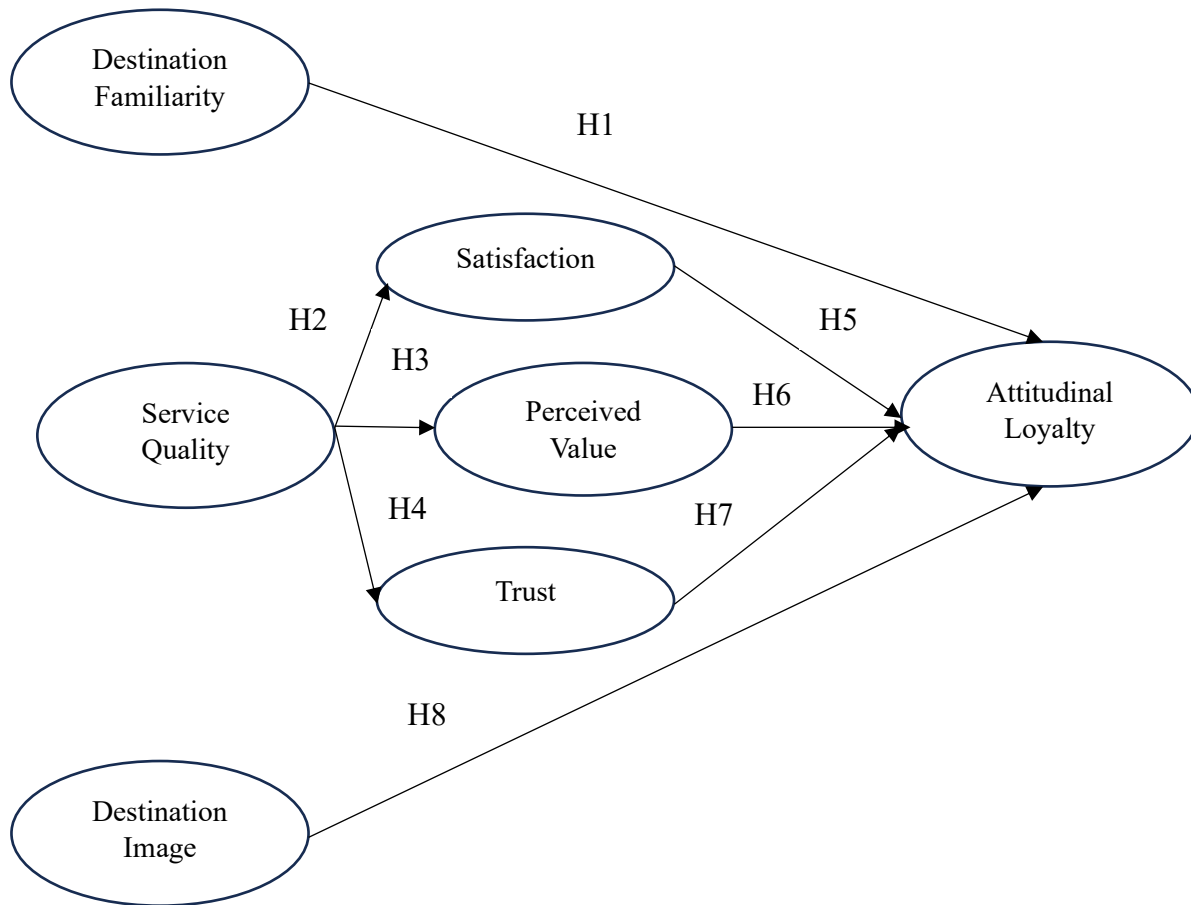 Destination
Familiarity
H1
Satisfaction
H2
H5
H3
Service
Quality
Perceived
Value
H6
Attitudinal
Loyalty
H4
H7
Trust
H8
Destination
Image